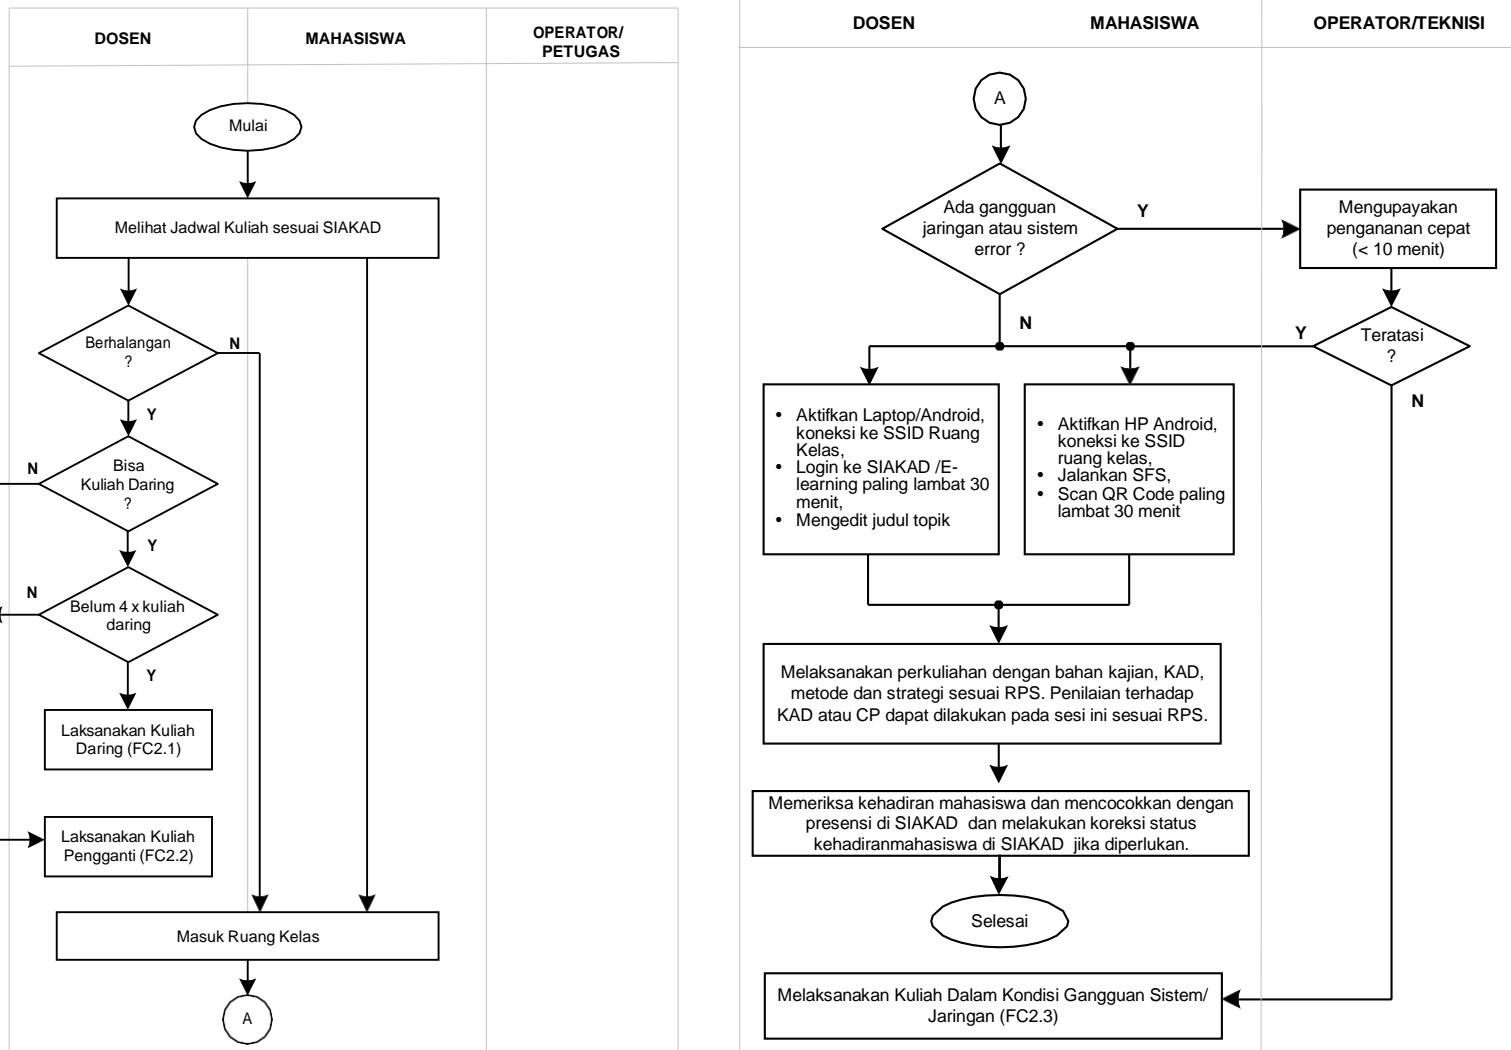 DOSEN
MAHASISWA
OPERATOR/
PETUGAS
Mulai
Melihat Jadwal Kuliah sesuai SIAKAD
Berhalangan
?
N
Y
Bisa
Kuliah Daring
?
N
Y
Belum 4 x kuliah
daring
N
Y
Laksanakan Kuliah
Daring (FC2.1)
Laksanakan Kuliah
Pengganti (FC2.2)
Masuk Ruang Kelas
A
DOSEN
MAHASISWA
OPERATOR/TEKNISI
A
Ada gangguan
jaringan atau sistem
error ?
Y
N
Mengupayakan
pengananan cepat
(< 10 menit)
Teratasi
?
Y
N
• Aktifkan Laptop/Android,
koneksi ke SSID Ruang
Kelas,
• Login ke SIAKAD /E-
learning paling lambat 30
menit,
• Mengedit judul topik
• Aktifkan HP Android,
koneksi ke SSID
ruang kelas,
• Jalankan SFS,
• Scan QR Code paling
lambat 30 menit
Melaksanakan perkuliahan dengan bahan kajian, KAD,
metode dan strategi sesuai RPS. Penilaian terhadap
KAD atau CP dapat dilakukan pada sesi ini sesuai RPS.
Memeriksa kehadiran mahasiswa dan mencocokkan dengan
presensi di SIAKAD dan melakukan koreksi status
kehadiranmahasiswa di SIAKAD jika diperlukan.
Selesai
Melaksanakan Kuliah Dalam Kondisi Gangguan Sistem/
Jaringan (FC2.3)